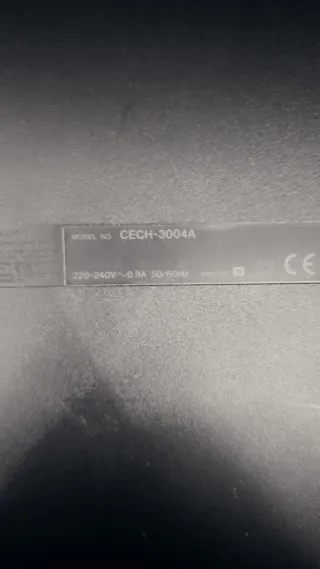 MODEL NO. CECH-3004A
220-240V~0.9A 50/60Hz
CE